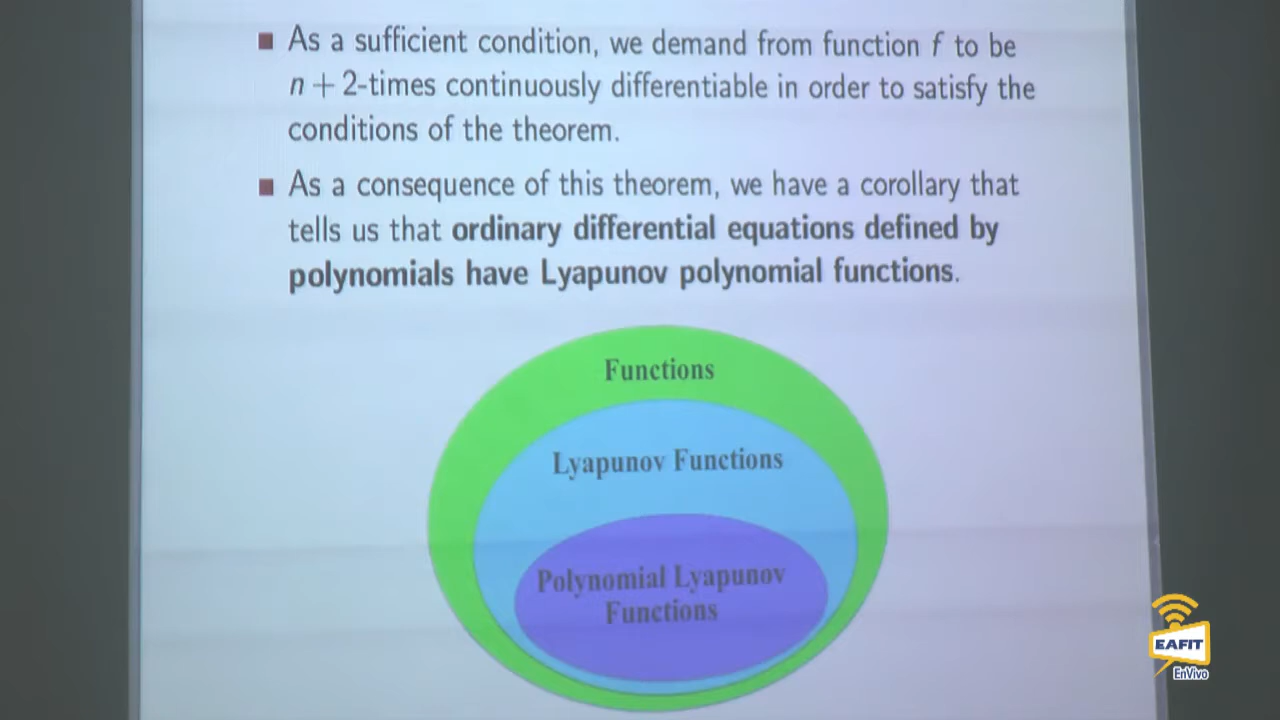 As a sufficient condition, we demand from function f to be
n + 2-times continuously differentiable in order to satisfy the
conditions of the theorem.
As a consequence of this theorem, we have a corollary that
tells us that ordinary differential equations defined by
polynomials have Lyapunov polynomial functions.
Functions
Lyapunov Functions
Polynomial Lyapunov
Functions
EAFIT
EnVivo